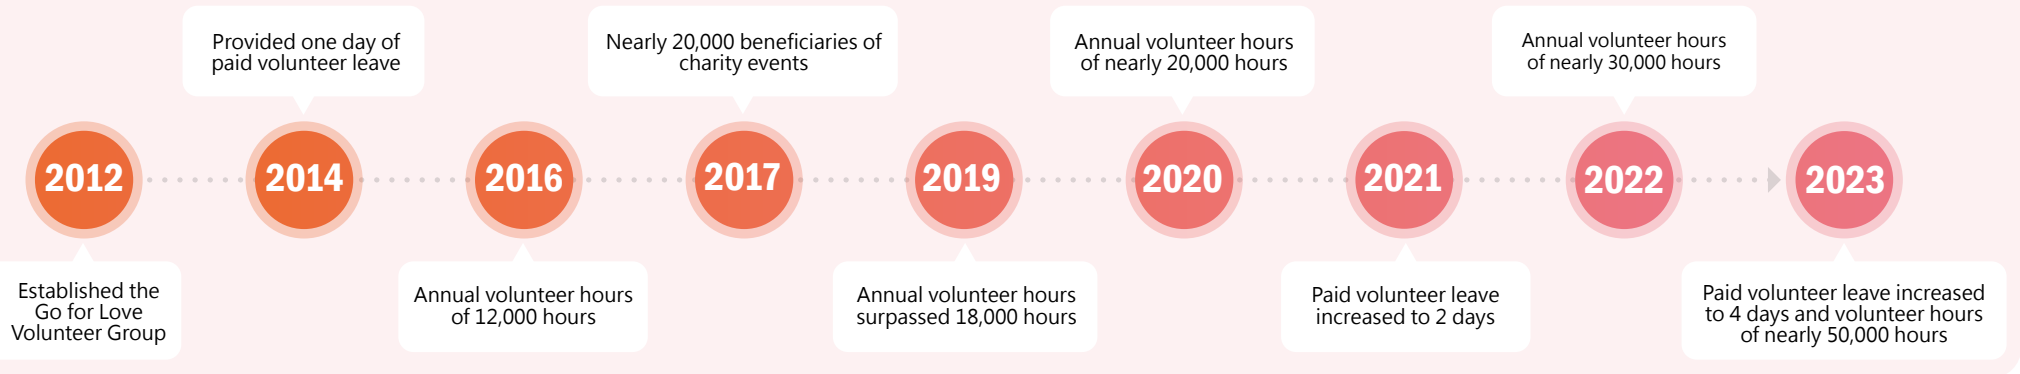 2012
Established the
Go for Love
Volunteer Group
Provided one day of
paid volunteer leave
2014
2016
Annual volunteer hours
of 12,000 hours
Nearly 20,000 beneficiaries of
charity events
2017
2019
Annual volunteer hours
surpassed 18,000 hours
Annual volunteer hours
of nearly 20,000 hours
2020
2021
Paid volunteer leave
increased to 2 days
Annual volunteer hours
of nearly 30,000 hours
2022
2023
Paid volunteer leave increased
to 4 days and volunteer hours
of nearly 50,000 hours